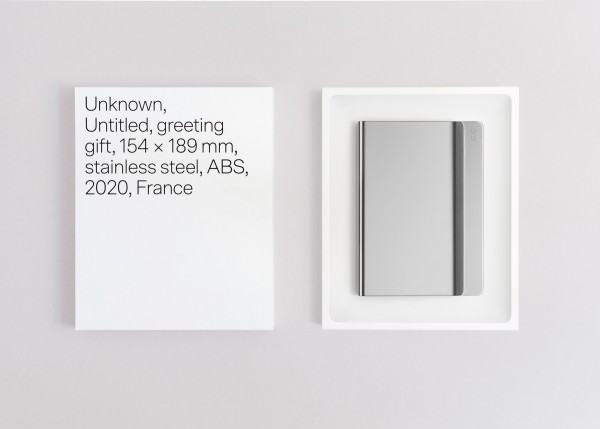 Unknown,
Untitled, greeting
gift, 154 × 189 mm,
stainless steel, ABS,
2020, France